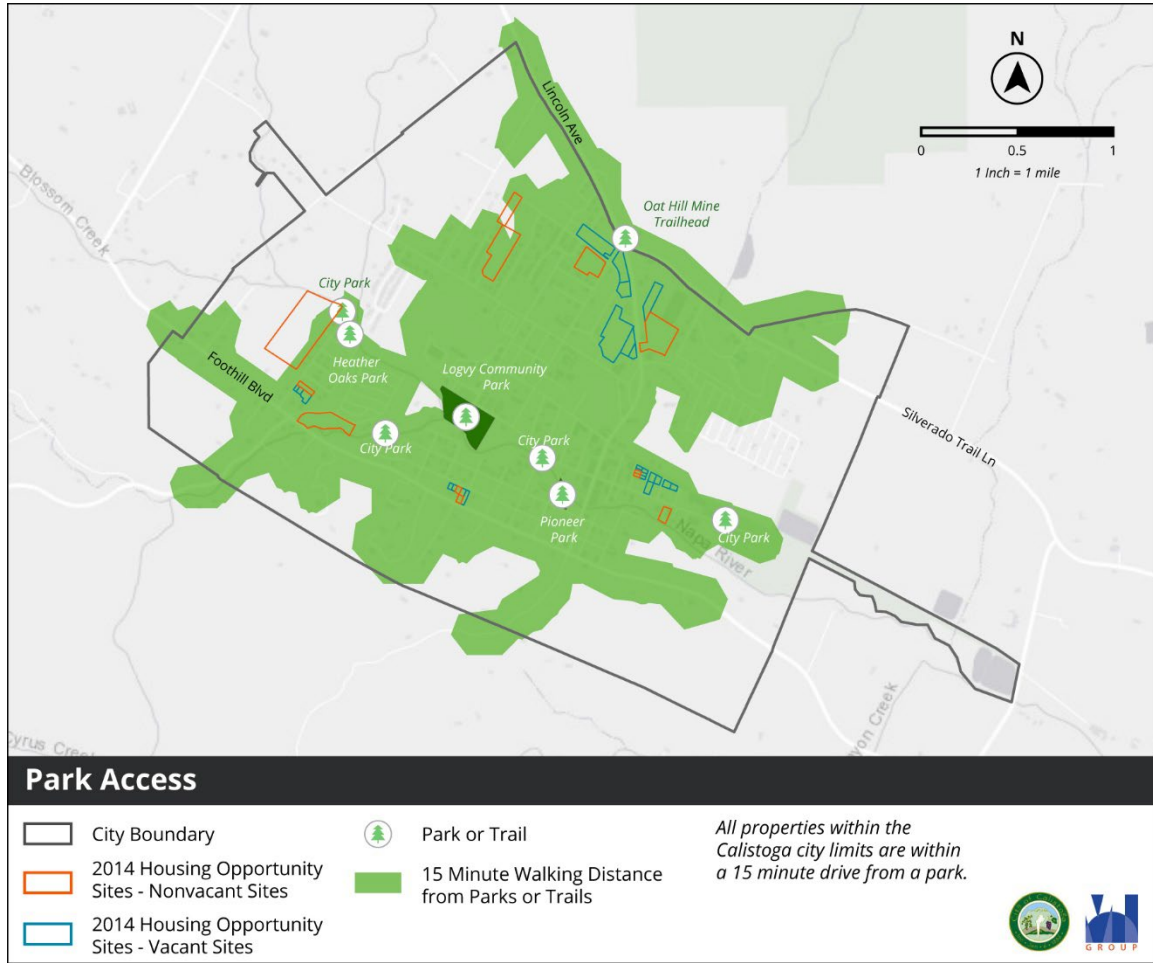 N
0
0.5
1
1 Inch = 1 mile
Lincoln Ave
Blossom Creek
Oat Hill Mine
Trailhead
City Park
Heather
Oaks Park
Logvy Community
Park
Foothill Blvd
City Park
City Park
Silverado Trail Ln
Pioneer
Park
Napa River
City Park
Cyrus Creek
yon Creek
Park Access
City Boundary
2014 Housing Opportunity
Sites - Nonvacant Sites
2014 Housing Opportunity
Sites - Vacant Sites
Park or Trail
15 Minute Walking Distance
from Parks or Trails
All properties within the
Calistoga city limits are within
a 15 minute drive from a park.
GROUP